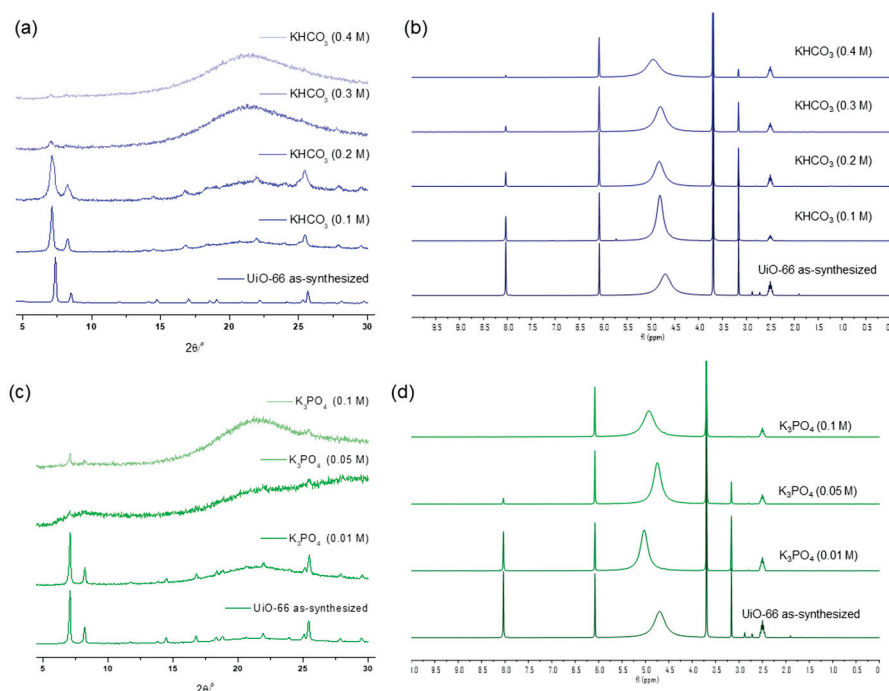 (a)
KHCO₃ (0.4 M)
KHCO₃ (0.3 M)
KHCO₃ (0.2 M)
KHCO₃ (0.1 M)
UiO-66 as-synthesized
5 10 15 20 25 30
2θ/°
(b)
KHCO₃ (0.4 M)
KHCO₃ (0.3 M)
KHCO₃ (0.2 M)
KHCO₃ (0.1 M)
UiO-66 as-synthesized
9.5 9.0 8.5 8.0 7.5 7.0 6.5 6.0 5.5 5.0 4.5 4.0 3.5 3.0 2.5 2.0 1.5 1.0 0.5 0
f1 (ppm)
(c)
K₃PO₄ (0.1 M)
K₃PO₄ (0.05 M)
K₃PO₄ (0.01 M)
UiO-66 as-synthesized
5 10 15 20 25 30
2θ/°
(d)
K₃PO₄ (0.1 M)
K₃PO₄ (0.05 M)
K₃PO₄ (0.01 M)
UiO-66 as-synthesized
10.0 9.5 9.0 8.5 8.0 7.5 7.0 6.5 6.0 5.5 5.0 4.5 4.0 3.5 3.0 2.5 2.0 1.5 1.0 0.5 0
f1 (ppm)